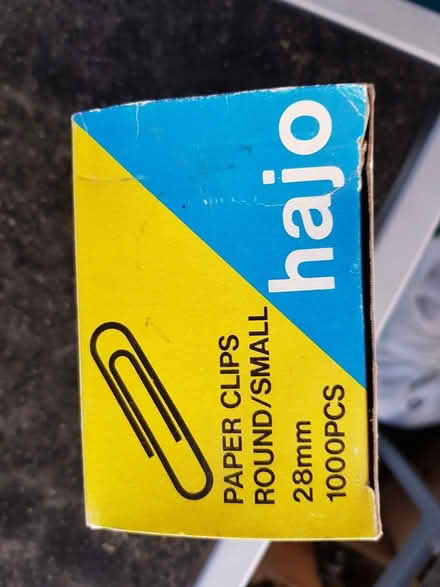 hajo
PAPER CLIPS
ROUND/SMALL
28mm
1000PCS